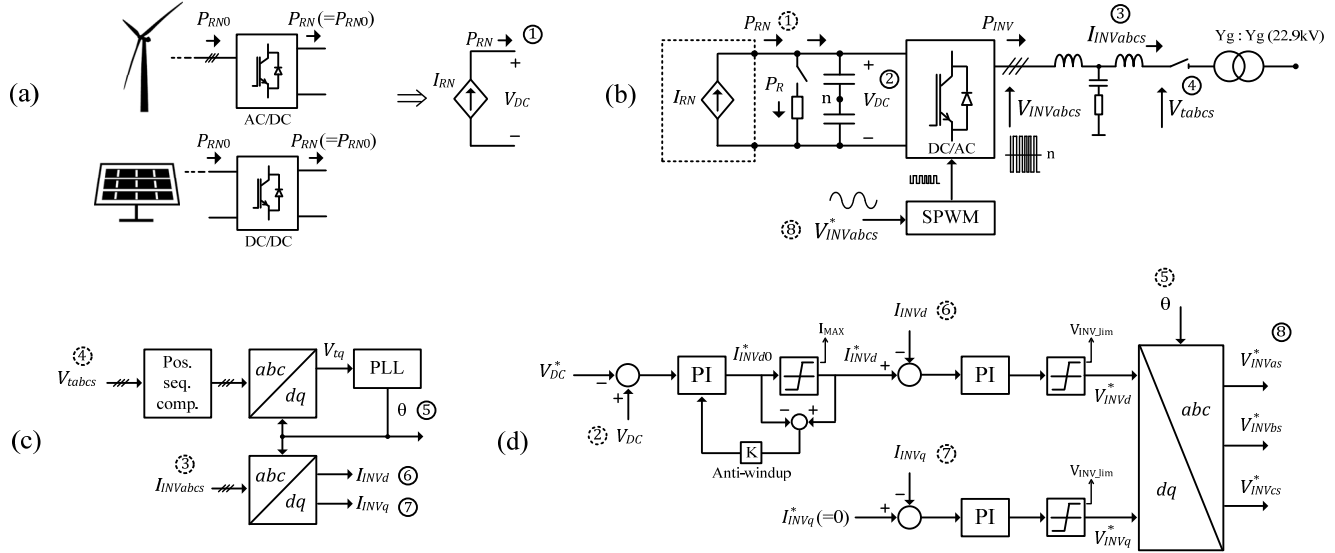 (a)
P_RN0
P_RN(=P_RN0)
AC/DC
P_RN0
P_RN(=P_RN0)
DC/DC
P_RN ①
I_RN
+
V_DC
−
(b)
P_RN ①
I_RN
P_R
n
+
② V_DC
−
P_INV
DC/AC
③
I_INVabcs
Yg : Yg (22.9kV)
④
V_INVabcs
V_tabcs
n
SPWM
⑧ V*_INVabcs
(c)
④
V_tabcs
Pos. seq. comp.
abc
dq
V_tq
PLL
θ ⑤
③
I_INVabcs
abc
dq
I_INVd ⑥
I_INVq ⑦
(d)
V*_DC
−
+
② V_DC
PI
I*_INVd0
I_MAX
I*_INVd
−
+
K
Anti-windup
I_INVd ⑥
−
+
PI
V_INV_lim
V*_INVd
I_INVq ⑦
−
+
I*_INVq(=0)
PI
V_INV_lim
V*_INVq
⑤
θ
abc
dq
⑧
V*_INVas
V*_INVbs
V*_INVcs